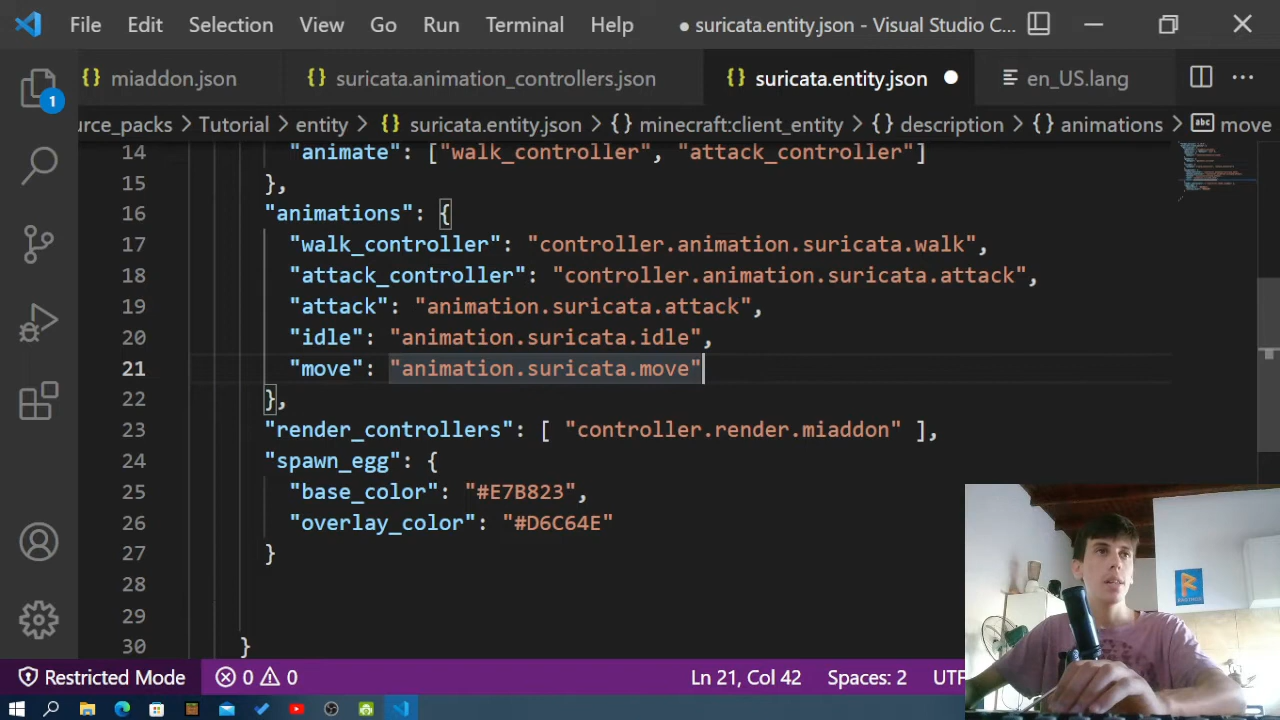 File Edit Selection View Go Run Terminal Help ● suricata.entity.json - Visual Studio C...
miaddon.json suricata.animation_controllers.json suricata.entity.json en_US.lang
1
urce_packs > Tutorial > entity > {} suricata.entity.json > {} minecraft:client_entity > {} description > {} animations > abc move
14 "animate": ["walk_controller", "attack_controller"]
15 },
16 "animations": {
17 "walk_controller": "controller.animation.suricata.walk",
18 "attack_controller": "controller.animation.suricata.attack",
19 "attack": "animation.suricata.attack",
20 "idle": "animation.suricata.idle",
21 "move": "animation.suricata.move"
22 },
23 "render_controllers": [ "controller.render.miaddon" ],
24 "spawn_egg": {
25 "base_color": "#E7B823",
26 "overlay_color": "#D6C64E"
27 }
28
29
30 }
Restricted Mode 0 0 Ln 21, Col 42 Spaces: 2 UTF